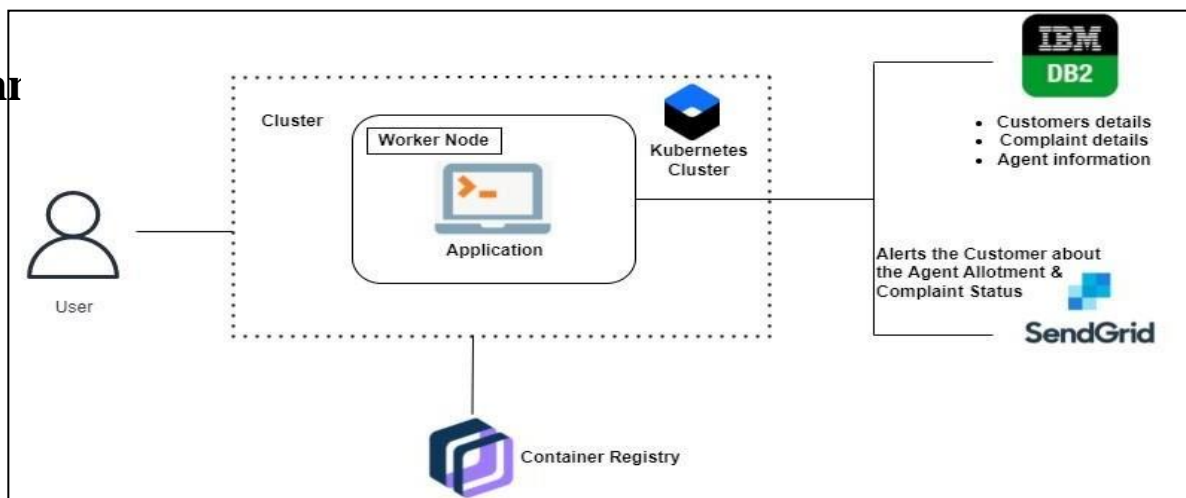 IBM
DB2
Customers details
Complaint details
Agent information
Cluster
Worker Node
Kubernetes
Cluster
Application
User
Alerts the Customer about
the Agent Allotment &
Complaint Status
SendGrid
Container Registry